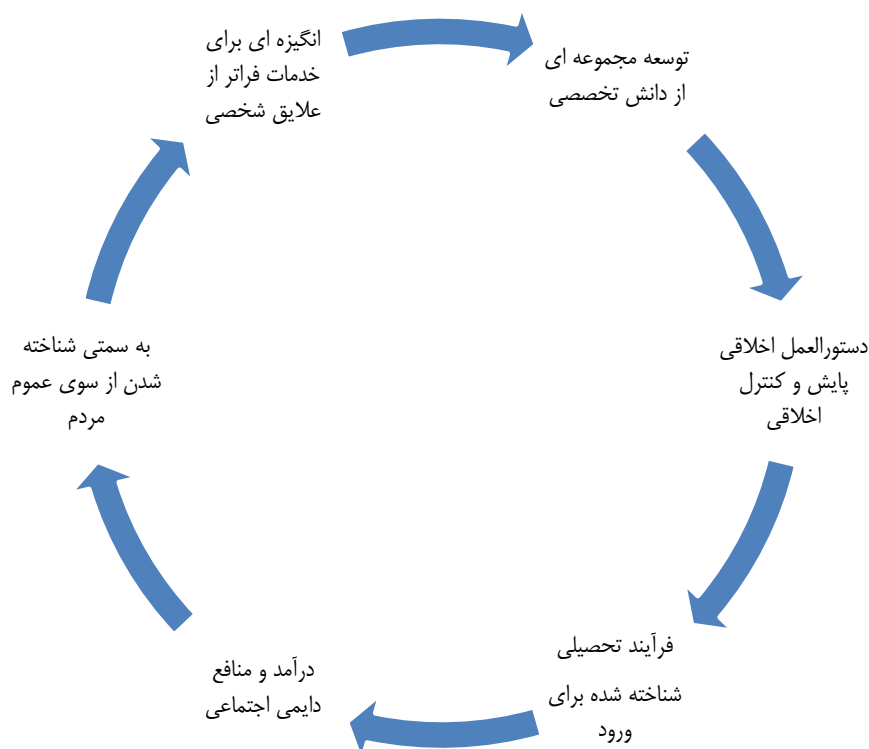 انگیزه ای برای
خدمات فراتر از
علایق شخصی
توسعه مجموعه ای
از دانش تخصصی
دستورالعمل اخلاقی
پایش و کنترل
اخلاقی
فرآیند تحصیلی
شناخته شده برای
ورود
درآمد و منافع
دایمی اجتماعی
به سمتی شناخته
شدن از سوی عموم
مردم